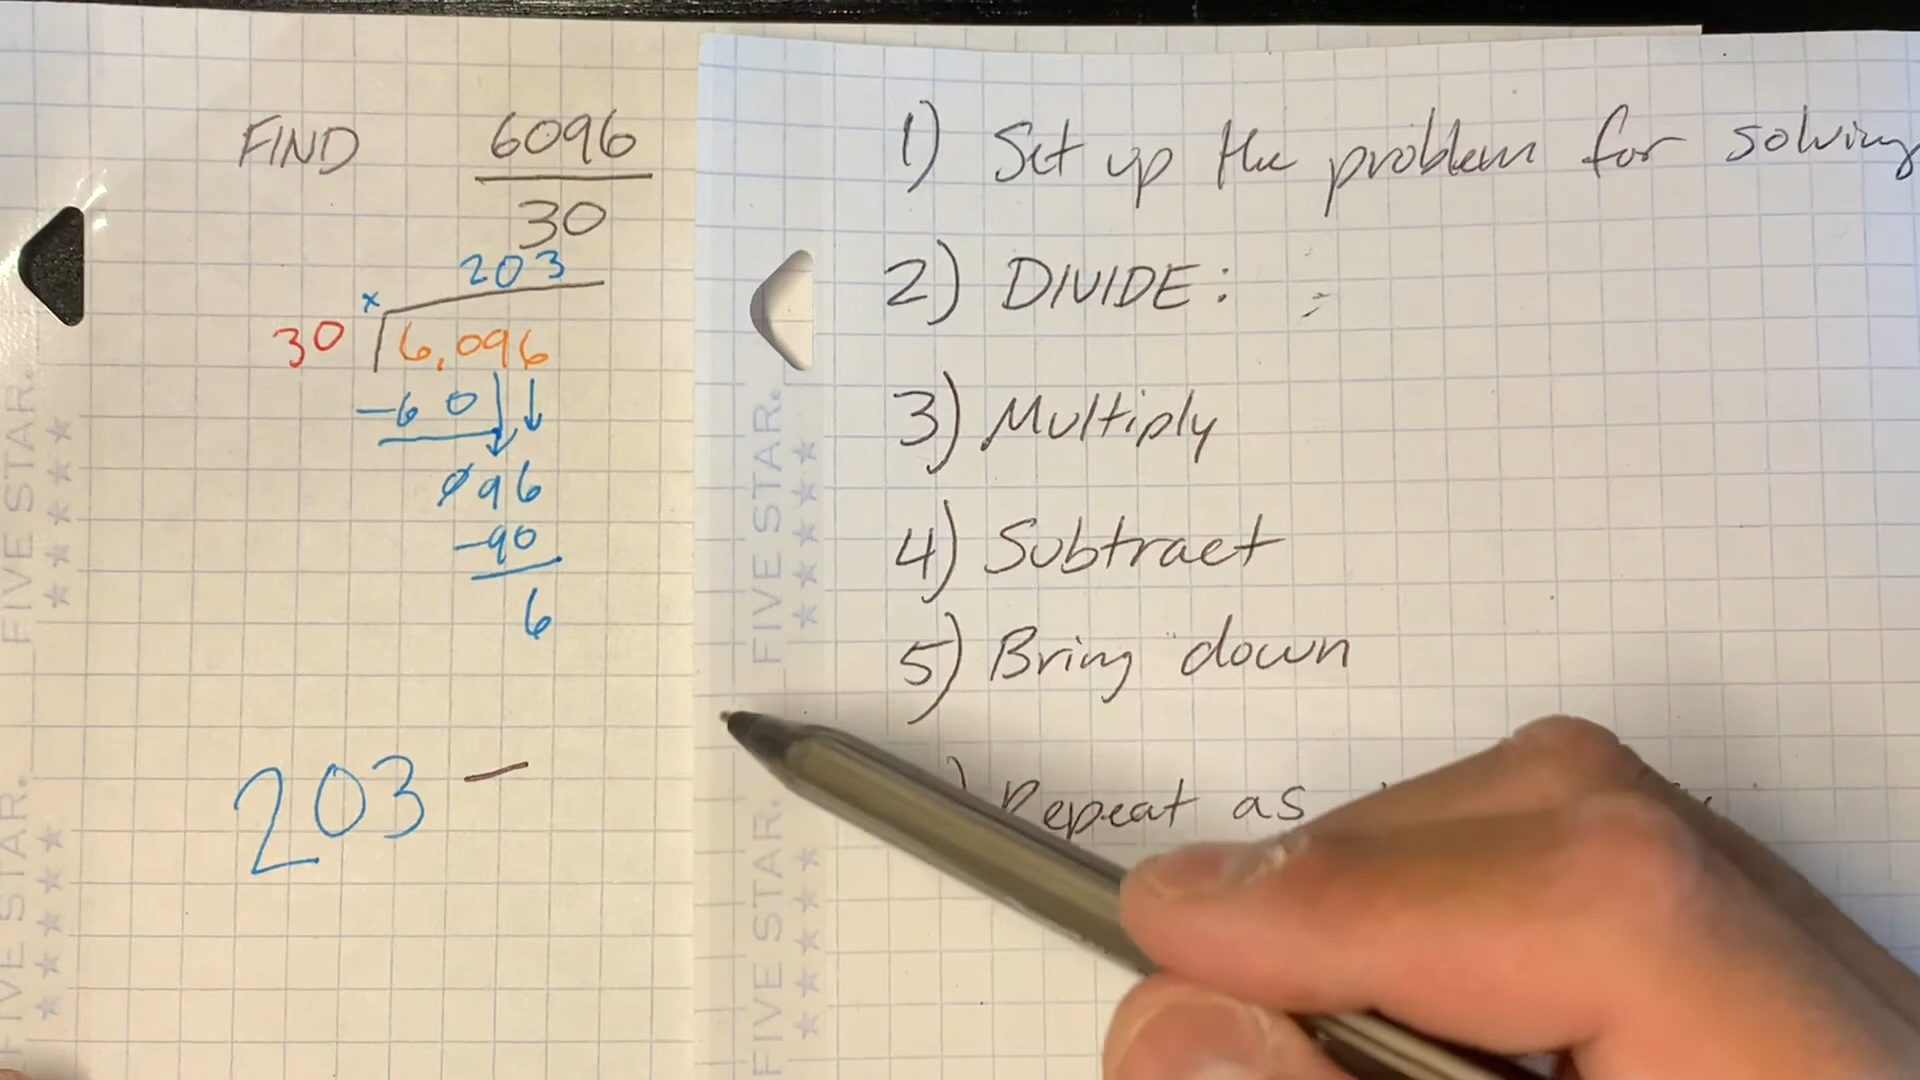 FIND 6096
30
203
x
30 6,096
-60
096
-90
6
203 —
1) Set up the problem for solving
2) DIVIDE:
3) Multiply
4) Subtract
5) Bring down
) Repeat as
FIVE STAR.
FIVE STAR.
FIVE STAR.
FIVE STAR.